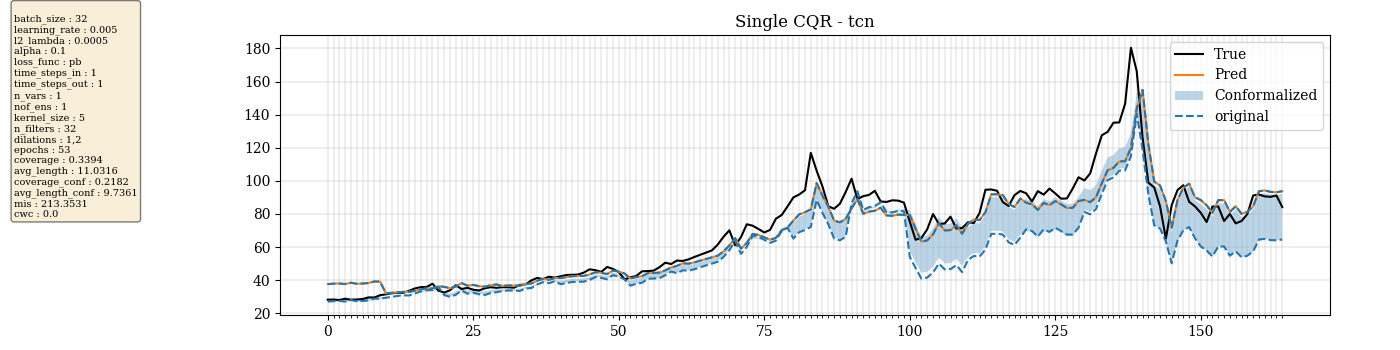 batch_size : 32
learning_rate : 0.005
l2_lambda : 0.0005
alpha : 0.1
loss_func : pb
time_steps_in : 1
time_steps_out : 1
n_vars : 1
nof_ens : 1
kernel_size : 5
n_filters : 32
dilations : 1,2
epochs : 53
coverage : 0.3394
avg_length : 11.0316
coverage_conf : 0.2182
avg_length_conf : 9.7361
mis : 213.3531
cwc : 0.0
Single CQR - tcn
180
160
140
120
100
80
60
40
20
0 25 50 75 100 125 150
True
Pred
Conformalized
original